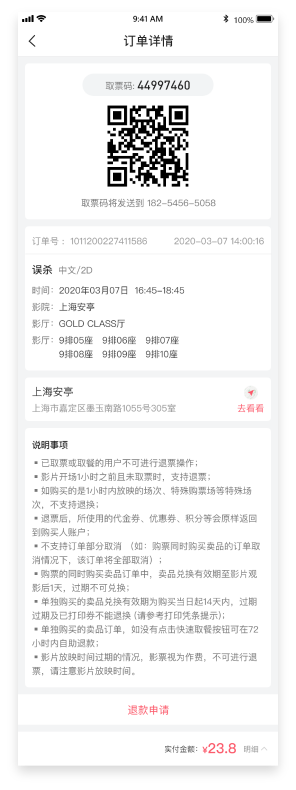 9:41 AM
100%
订单详情
取票码: 44997460
取票码将发送到 182-5456-5058
订单号： 1011200227411586 2020-03-07 14:00:16
误杀 中文/2D
时间： 2020年03月07日 16:45-18:45
影院： 上海安亭
影厅： GOLD CLASS厅
影厅： 9排05座 9排06座 9排07座
9排08座 9排09座 9排10座
上海安亭
上海市嘉定区墨玉南路1055号305室 去看看
说明事项
▪已取票或取餐的用户不可进行退票操作；
▪影片开场1小时之前且未取票时，支持退票；
▪如购买的是1小时内放映的场次、特殊购票场等特殊场
次，不支持退换；
▪退票后，所使用的代金券、优惠券、积分等会原样返回
到购买人账户；
▪不支持订单部分取消 （如：购票同时购买卖品的订单取
消情况下，该订单将全部取消）；
▪购票的同时购买卖品订单中，卖品兑换有效期至影片观
影后1天，过期不可兑换；
▪单独购买的卖品兑换有效期为购买当日起14天内，过期
过期及已打印券不能退换 (请参考打印凭条提示)；
▪单独购买的卖品订单，如没有点击快速取餐按钮可在72
小时内自助退款；
▪影片放映时间过期的情况，影票视为作费，不可进行退
票，请注意影片放映时间。
退款申请
实付金额： ¥23.8 明细